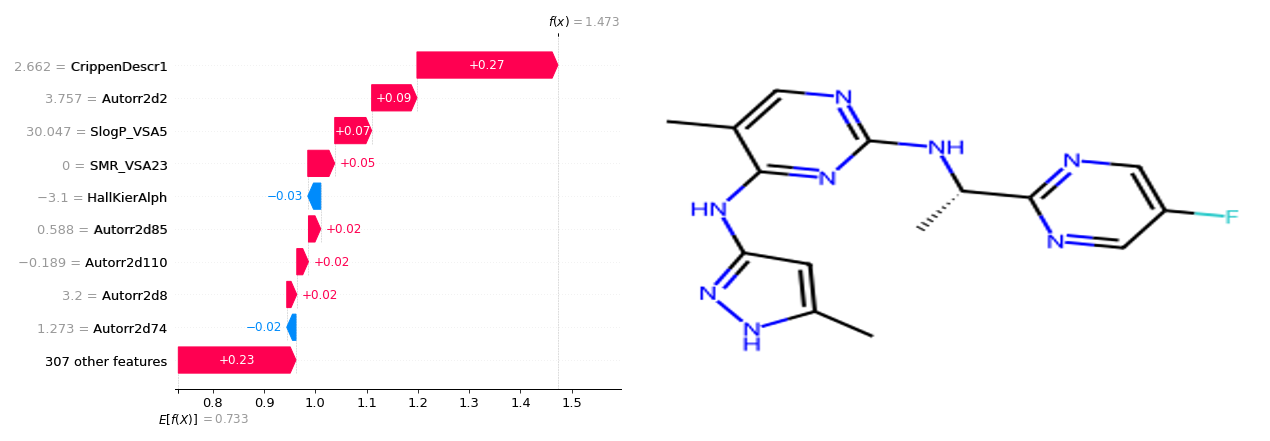 f(x) = 1.473
2.662 = CrippenDescr1
+0.27
3.757 = Autorr2d2
+0.09
30.047 = SlogP_VSA5
+0.07
0 = SMR_VSA23
+0.05
−3.1 = HallKierAlph
−0.03
0.588 = Autorr2d85
+0.02
−0.189 = Autorr2d110
+0.02
3.2 = Autorr2d8
+0.02
1.273 = Autorr2d74
−0.02
307 other features
+0.23
0.8 0.9 1.0 1.1 1.2 1.3 1.4 1.5
E[f(X)] = 0.733
N
NH
N
N
HN
F
N
N
N
H